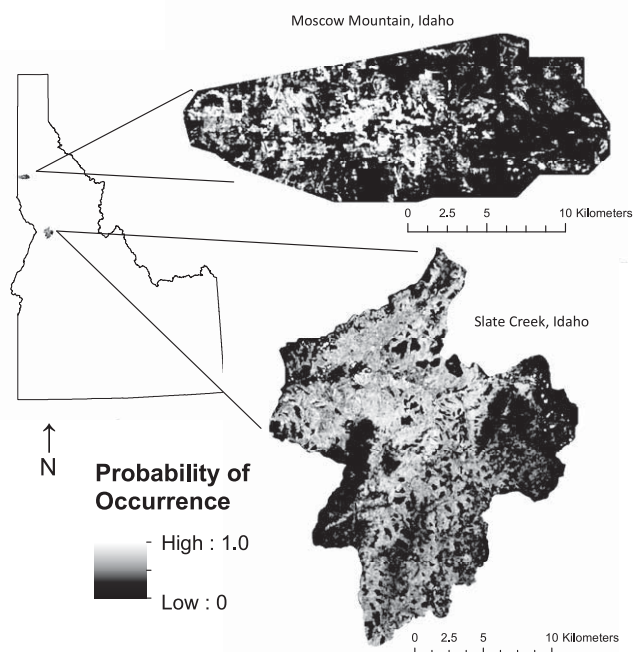 Moscow Mountain, Idaho
0 2.5 5 10 Kilometers
Slate Creek, Idaho
N
Probability of
Occurrence
High : 1.0
Low : 0
0 2.5 5 10 Kilometers